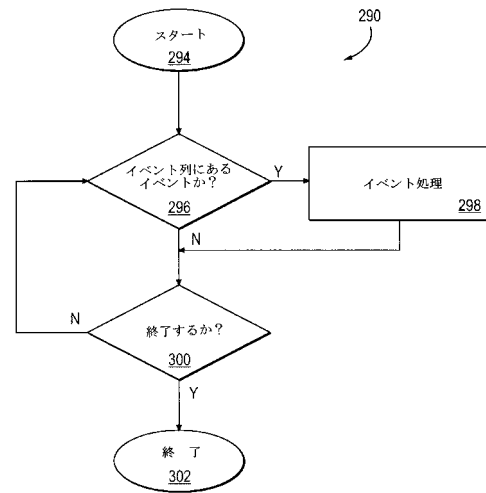 290
スタート
294
イベント列にある
イベントか?
296
Y
イベント処理
298
N
終了するか?
300
N
Y
終 了
302